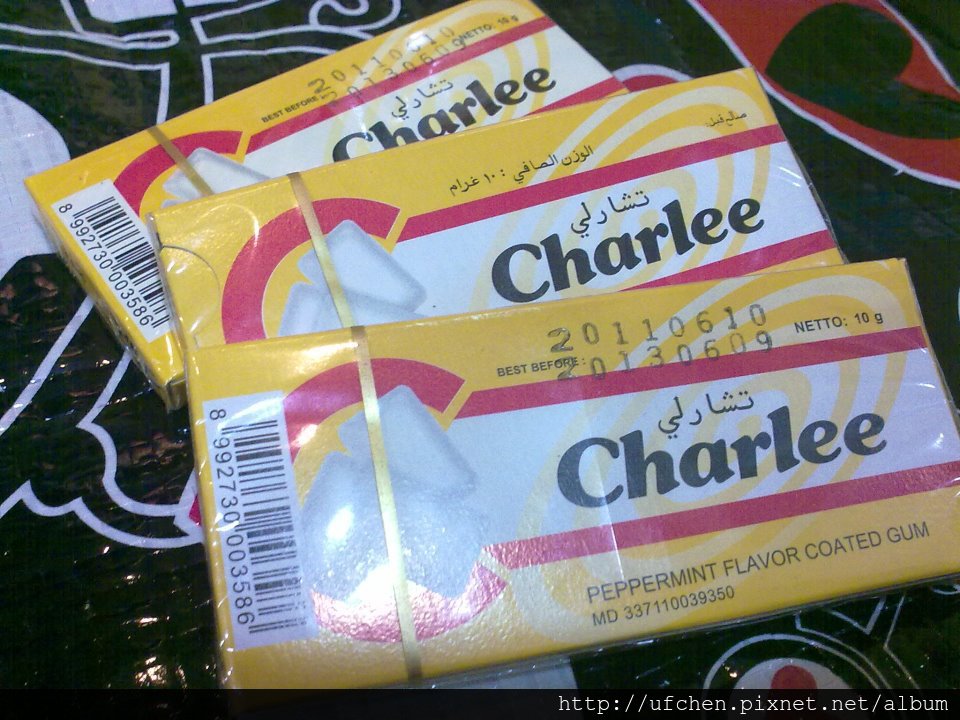 NETTO: 10 g
20110610
BEST BEFORE :
20130609
تشارلي
Charlee
8 992730 003586
صالح قبل:
الوزن الصافي : ١٠ غرام
تشارلي
Charlee
20110610
NETTO: 10 g
BEST BEFORE :
20130609
تشارلي
Charlee
8 992730 003586
PEPPERMINT FLAVOR COATED GUM
MD 337110039350
http://ufchen.pixnet.net/album